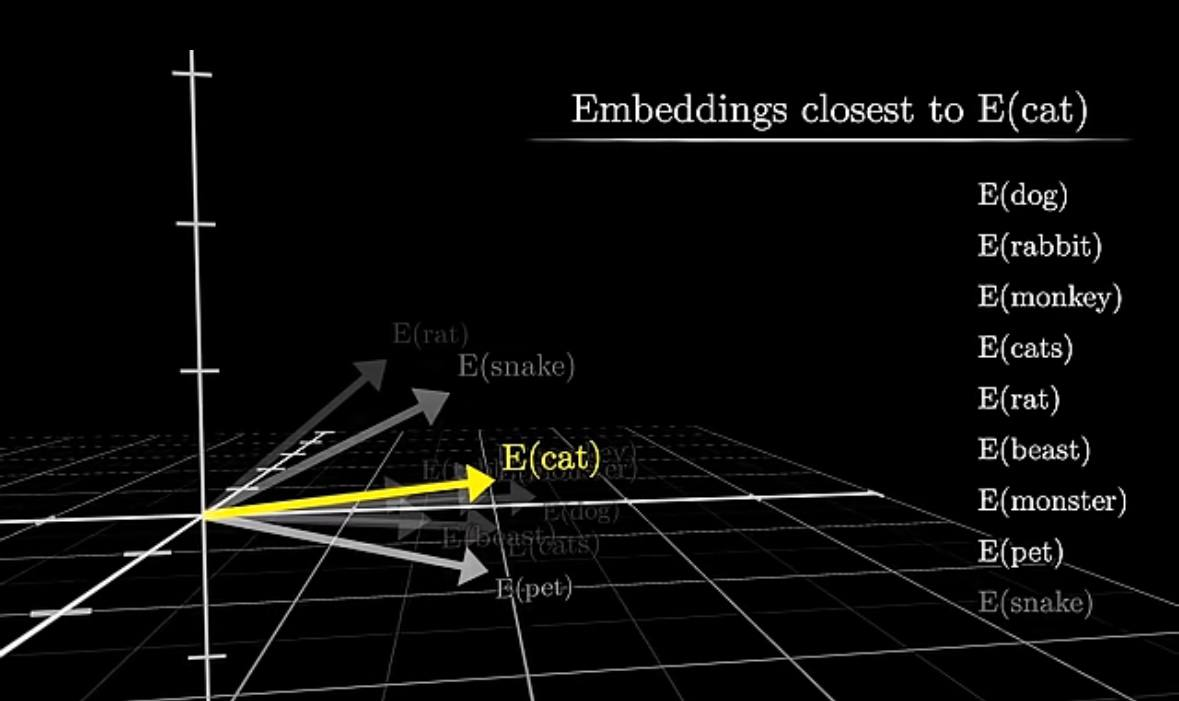 Embeddings closest to E(cat)
E(dog)
E(rabbit)
E(monkey)
E(cats)
E(rat)
E(beast)
E(monster)
E(pet)
E(snake)
E(rat)
E(snake)
E(cat)
E(dog)
E(beast)
E(cats)
E(pet)